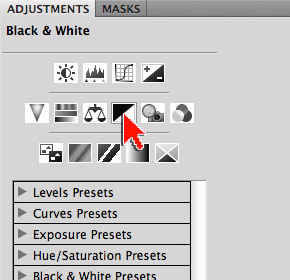 ADJUSTMENTS MASKS
Black & White
Levels Presets
Curves Presets
Exposure Presets
Hue/Saturation Presets
Black & White Presets